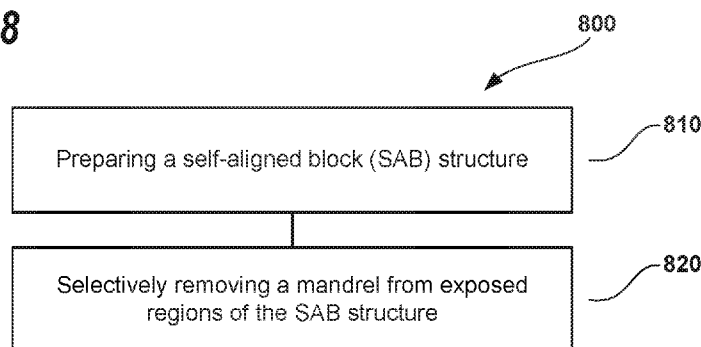 8
800
Preparing a self-aligned block (SAB) structure
810
Selectively removing a mandrel from exposed
regions of the SAB structure
820